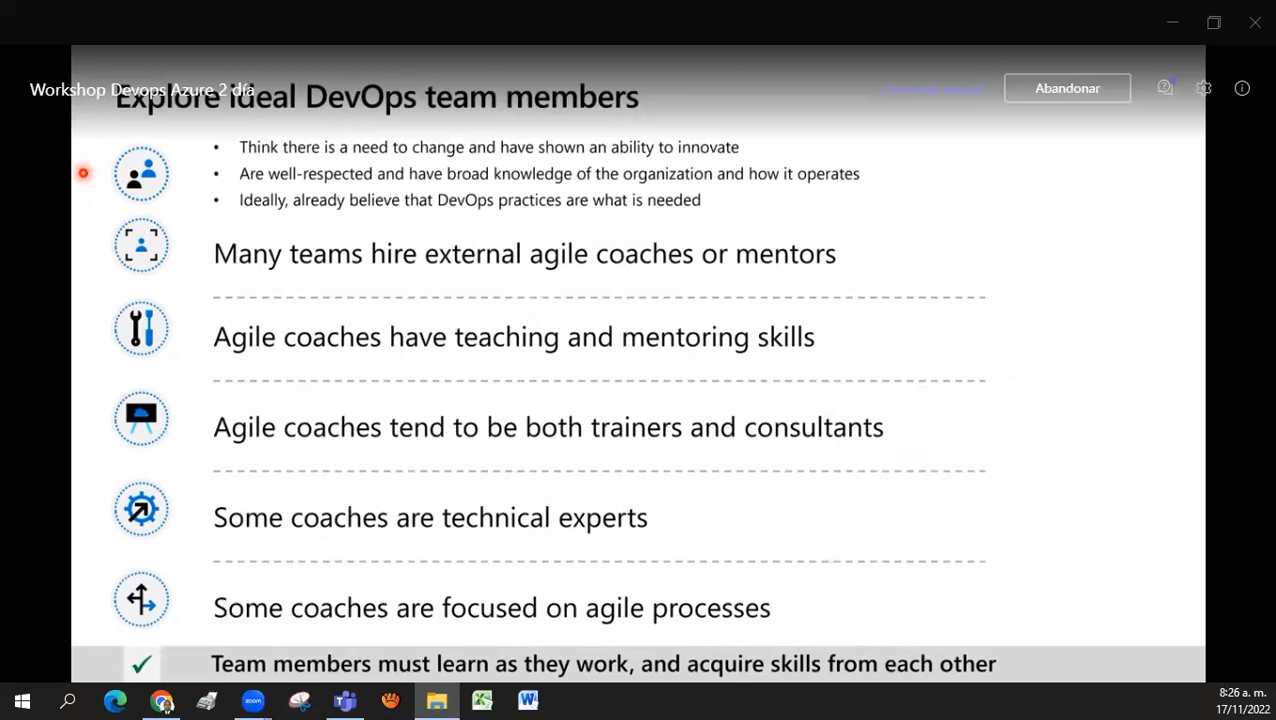 Workshop Devops Azure 2 día
Explore ideal DevOps team members
Abandonar
• Think there is a need to change and have shown an ability to innovate
• Are well-respected and have broad knowledge of the organization and how it operates
• Ideally, already believe that DevOps practices are what is needed
Many teams hire external agile coaches or mentors
Agile coaches have teaching and mentoring skills
Agile coaches tend to be both trainers and consultants
Some coaches are technical experts
Some coaches are focused on agile processes
Team members must learn as they work, and acquire skills from each other
zoom
8:26 a. m.
17/11/2022